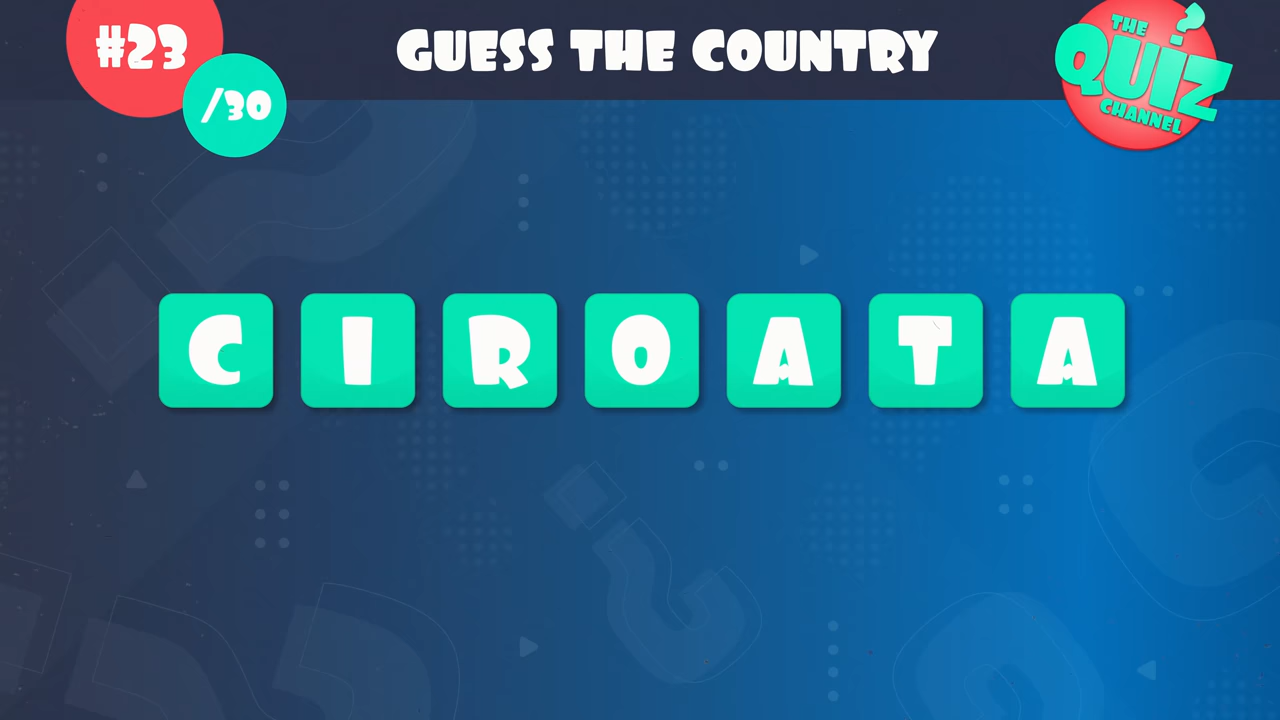 #23
/30
GUESS THE COUNTRY
THE
QUIZ
CHANNEL
C I R O A T A